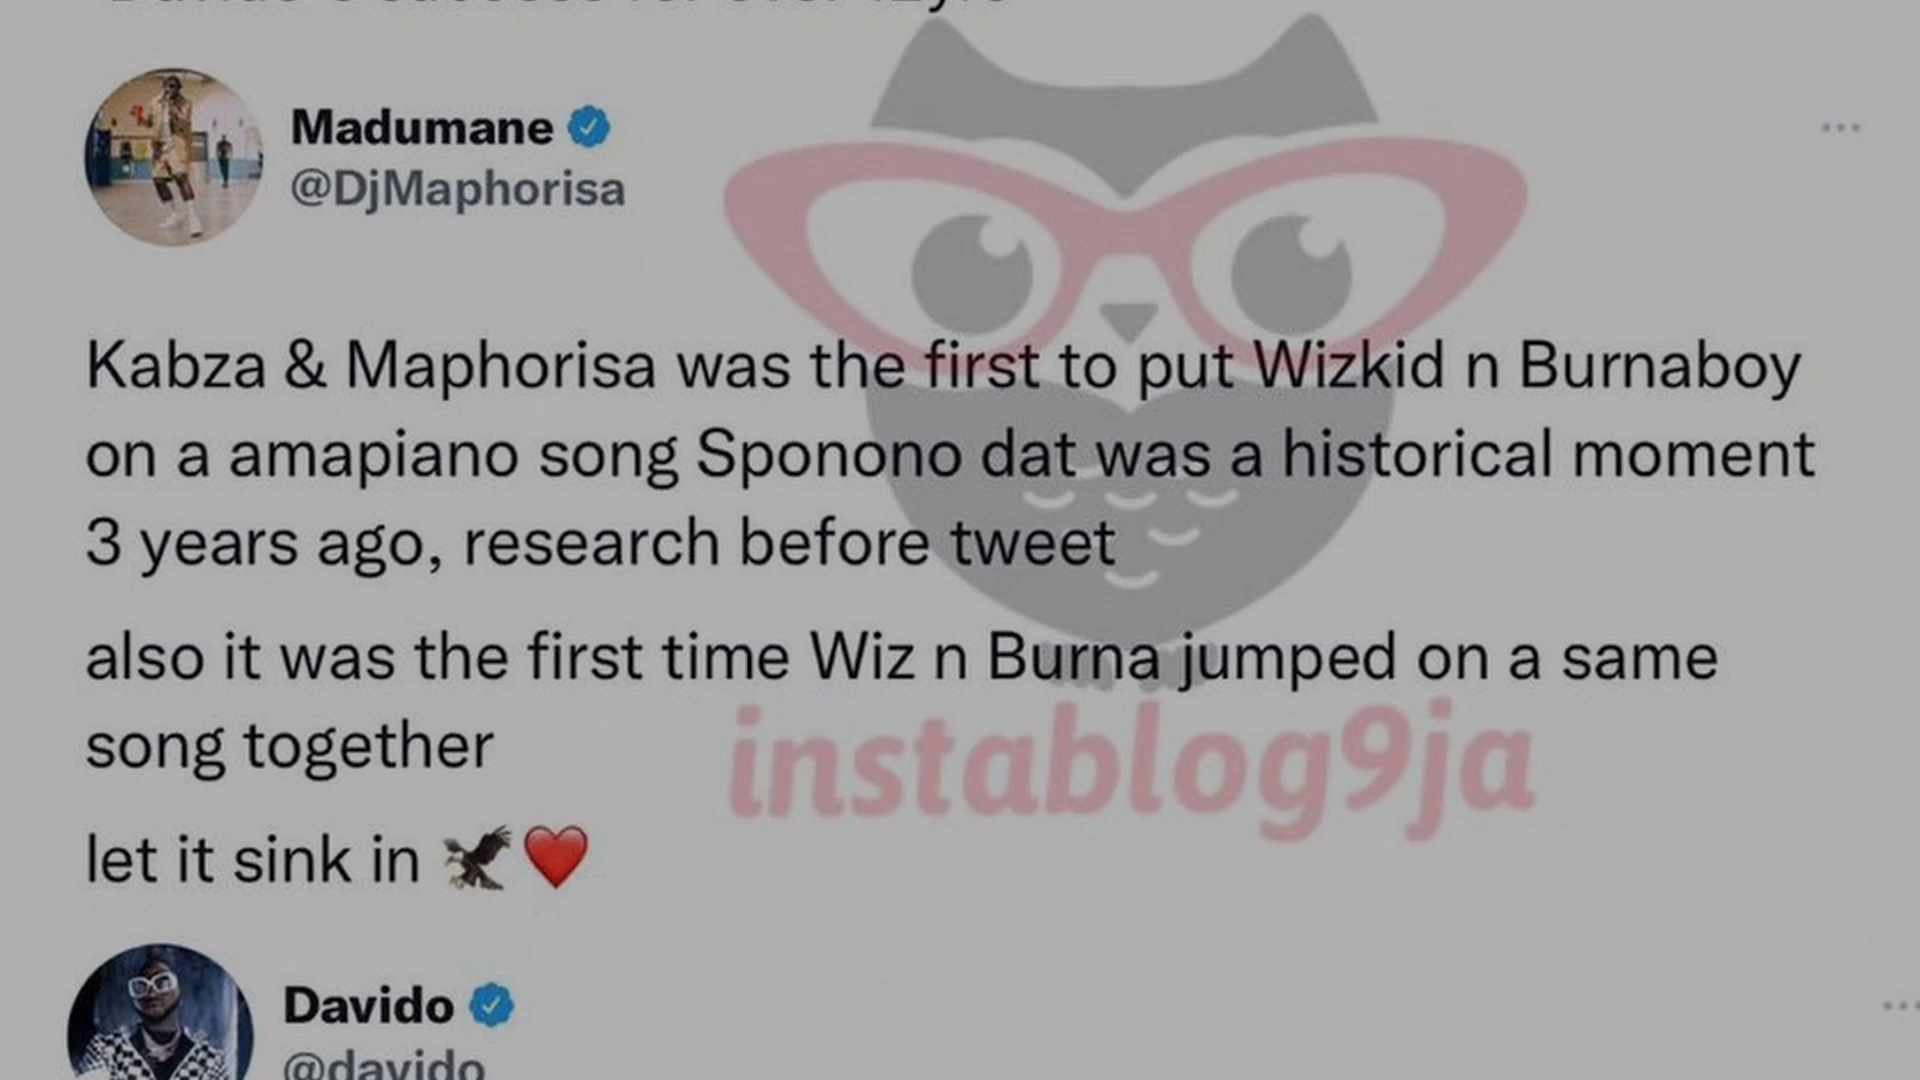 Madumane
@DjMaphorisa
Kabza & Maphorisa was the first to put Wizkid n Burnaboy
on a amapiano song Sponono dat was a historical moment
3 years ago, research before tweet
also it was the first time Wiz n Burna jumped on a same
song together
let it sink in 🦅❤️
instablog9ja
Davido
@davido